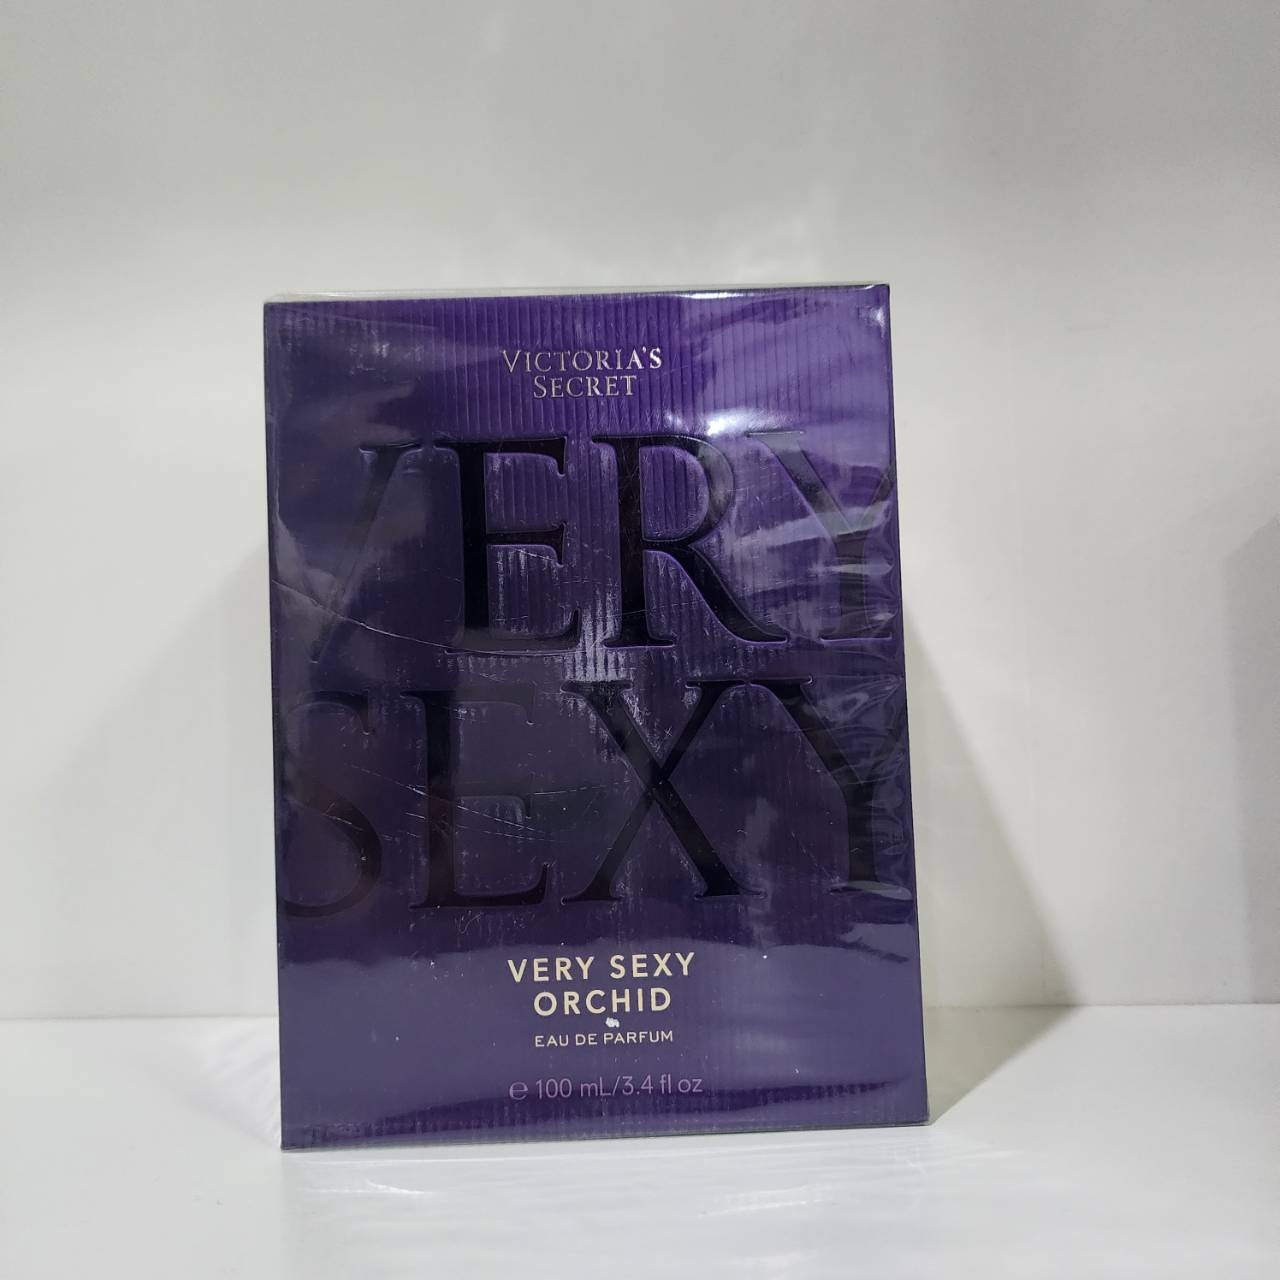 VICTORIA'S
SECRET
VERY
SEXY
VERY SEXY
ORCHID
EAU DE PARFUM
℮ 100 mL/3.4 fl oz